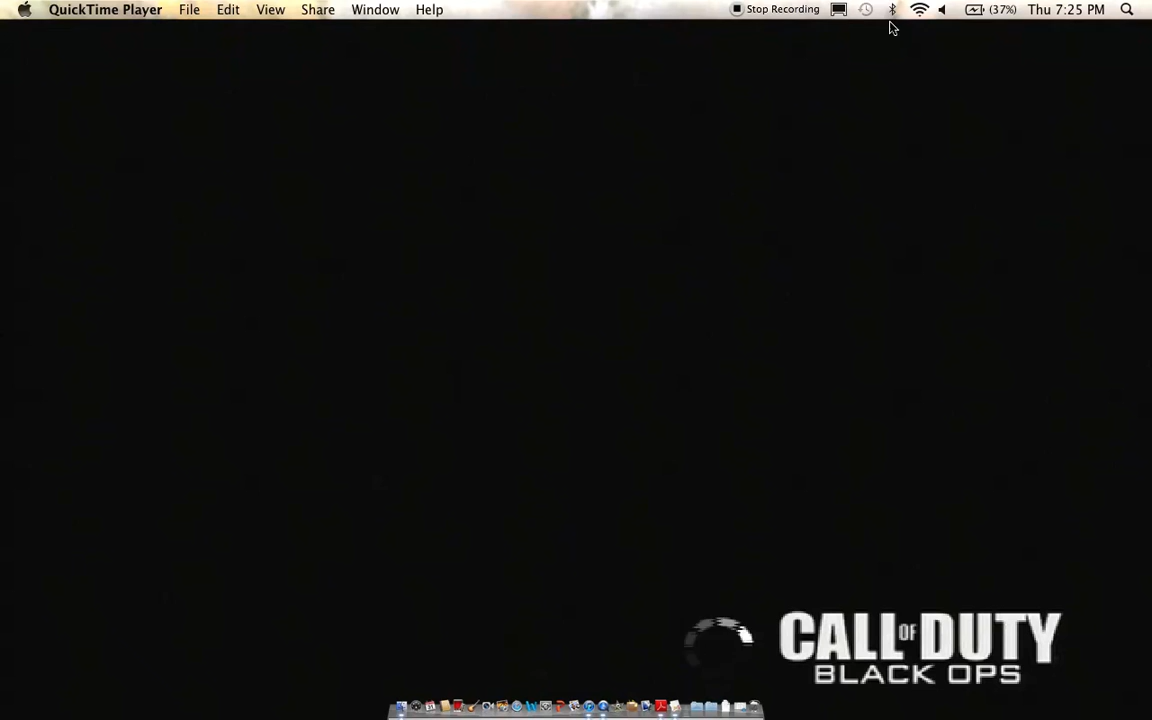 QuickTime Player File Edit View Share Window Help Stop Recording (37%) Thu 7:25 PM
CALL OF DUTY
BLACK OPS